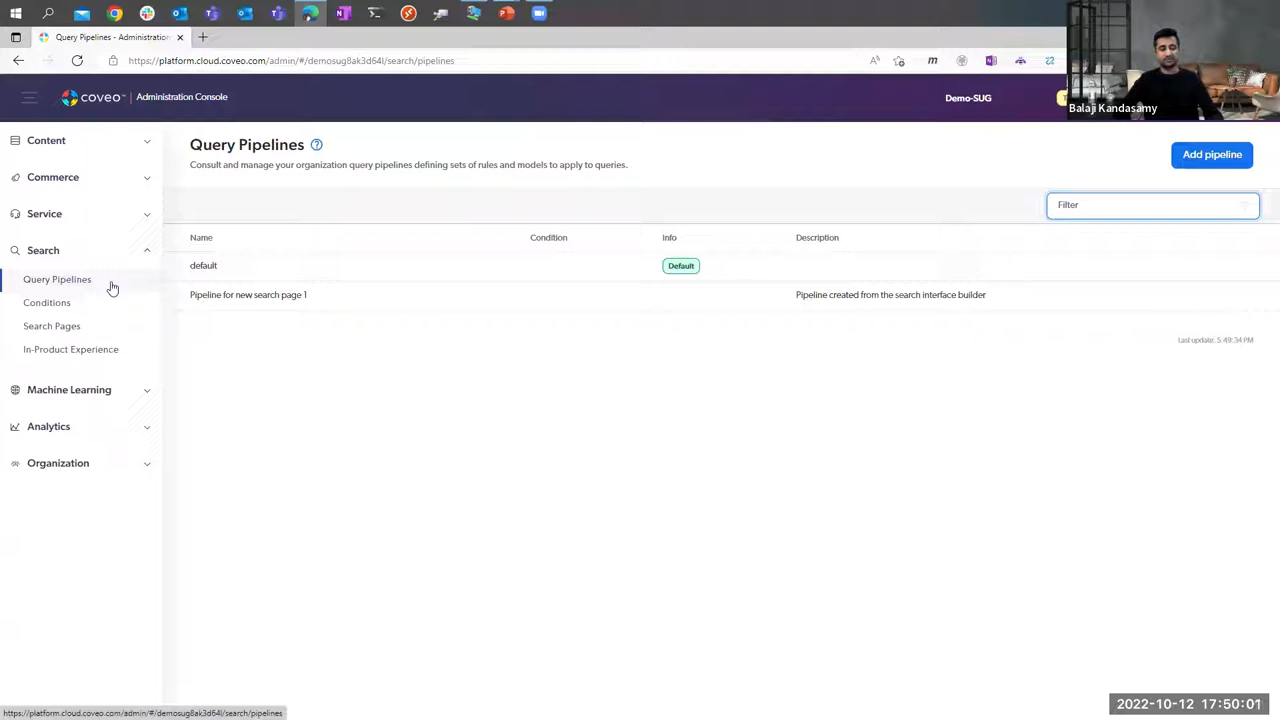 Query Pipelines - Administration
https://platform.cloud.coveo.com/admin/#/demosug8ak3d64l/search/pipelines
coveo™ Administration Console
Demo-SUG
Balaji Kandasamy
Content
Commerce
Service
Search
Query Pipelines
Conditions
Search Pages
In-Product Experience
Machine Learning
Analytics
Organization
Query Pipelines
Consult and manage your organization query pipelines defining sets of rules and models to apply to queries.
Add pipeline
Filter
Name Condition Info Description
default Default
Pipeline for new search page 1 Pipeline created from the search interface builder
Last update: 5:49:34 PM
https://platform.cloud.coveo.com/admin/#/demosug8ak3d64l/search/pipelines
2022-10-12 17:50:01